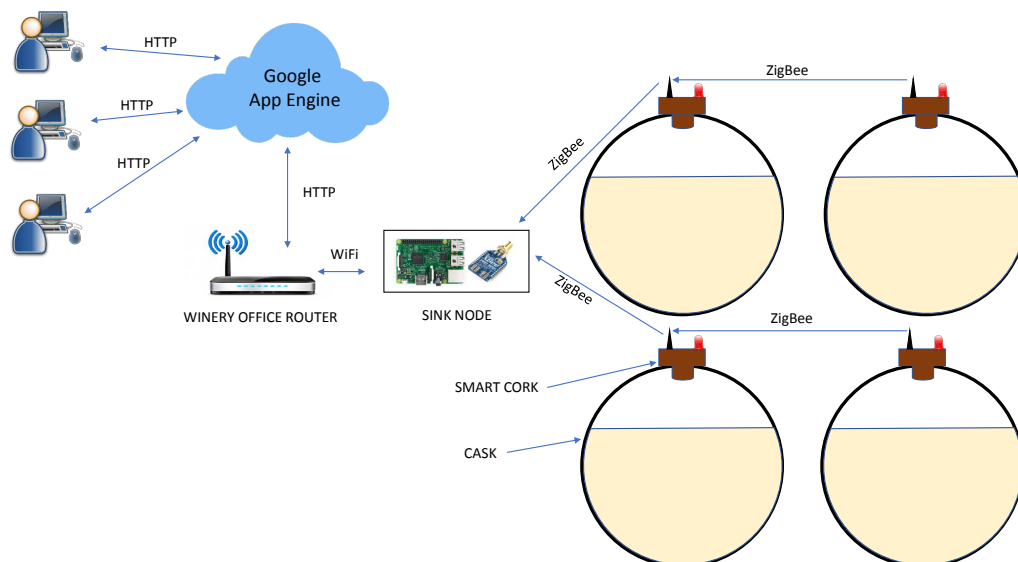 HTTP
Google
App Engine
ZigBee
HTTP
ZigBee
HTTP
HTTP
WiFi
WINERY OFFICE ROUTER
SINK NODE
ZigBee
ZigBee
SMART CORK
CASK